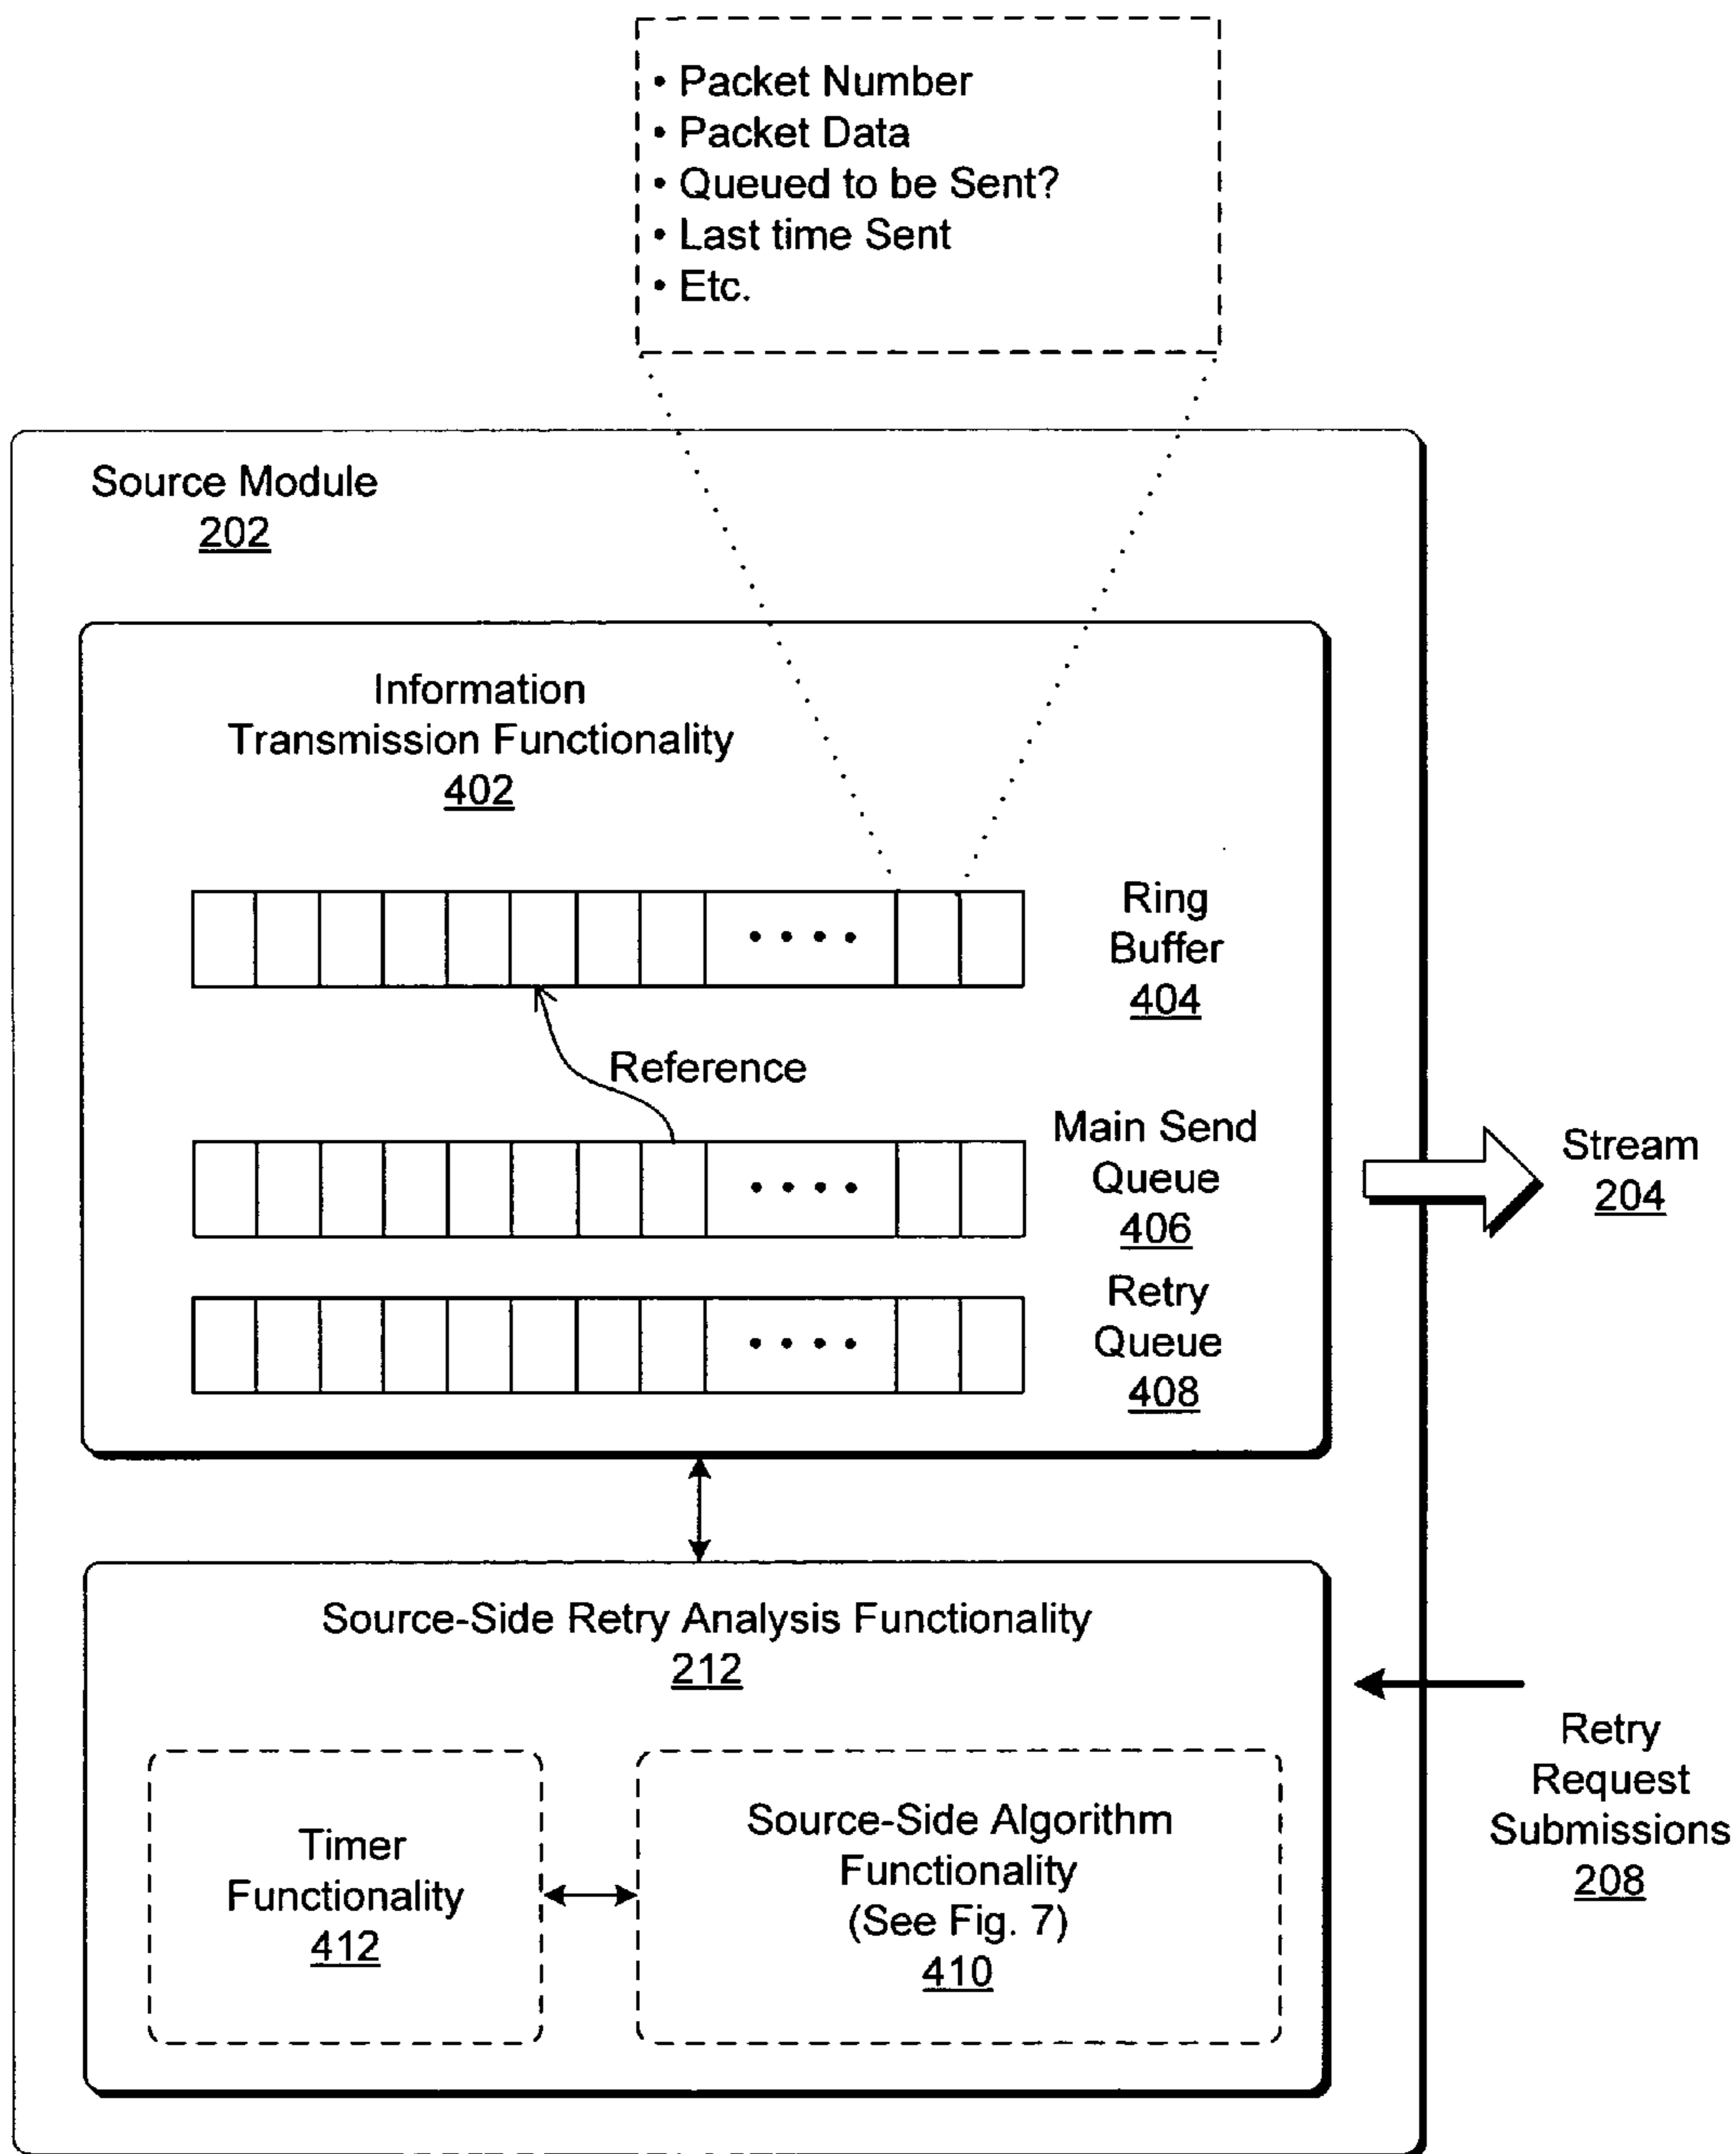 • Packet Number
• Packet Data
• Queued to be Sent?
• Last time Sent
• Etc.
Source Module
202
Information
Transmission Functionality
402
Ring
Buffer
404
Reference
Main Send
Queue
406
Retry
Queue
408
Stream
204
Source-Side Retry Analysis Functionality
212
Timer
Functionality
412
Source-Side Algorithm
Functionality
(See Fig. 7)
410
Retry
Request
Submissions
208